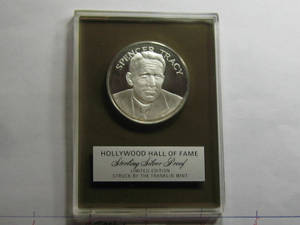 SPENCER TRACY
HOLLYWOOD HALL OF FAME
Sterling Silver Proof
LIMITED EDITION
STRUCK BY THE FRANKLIN MINT